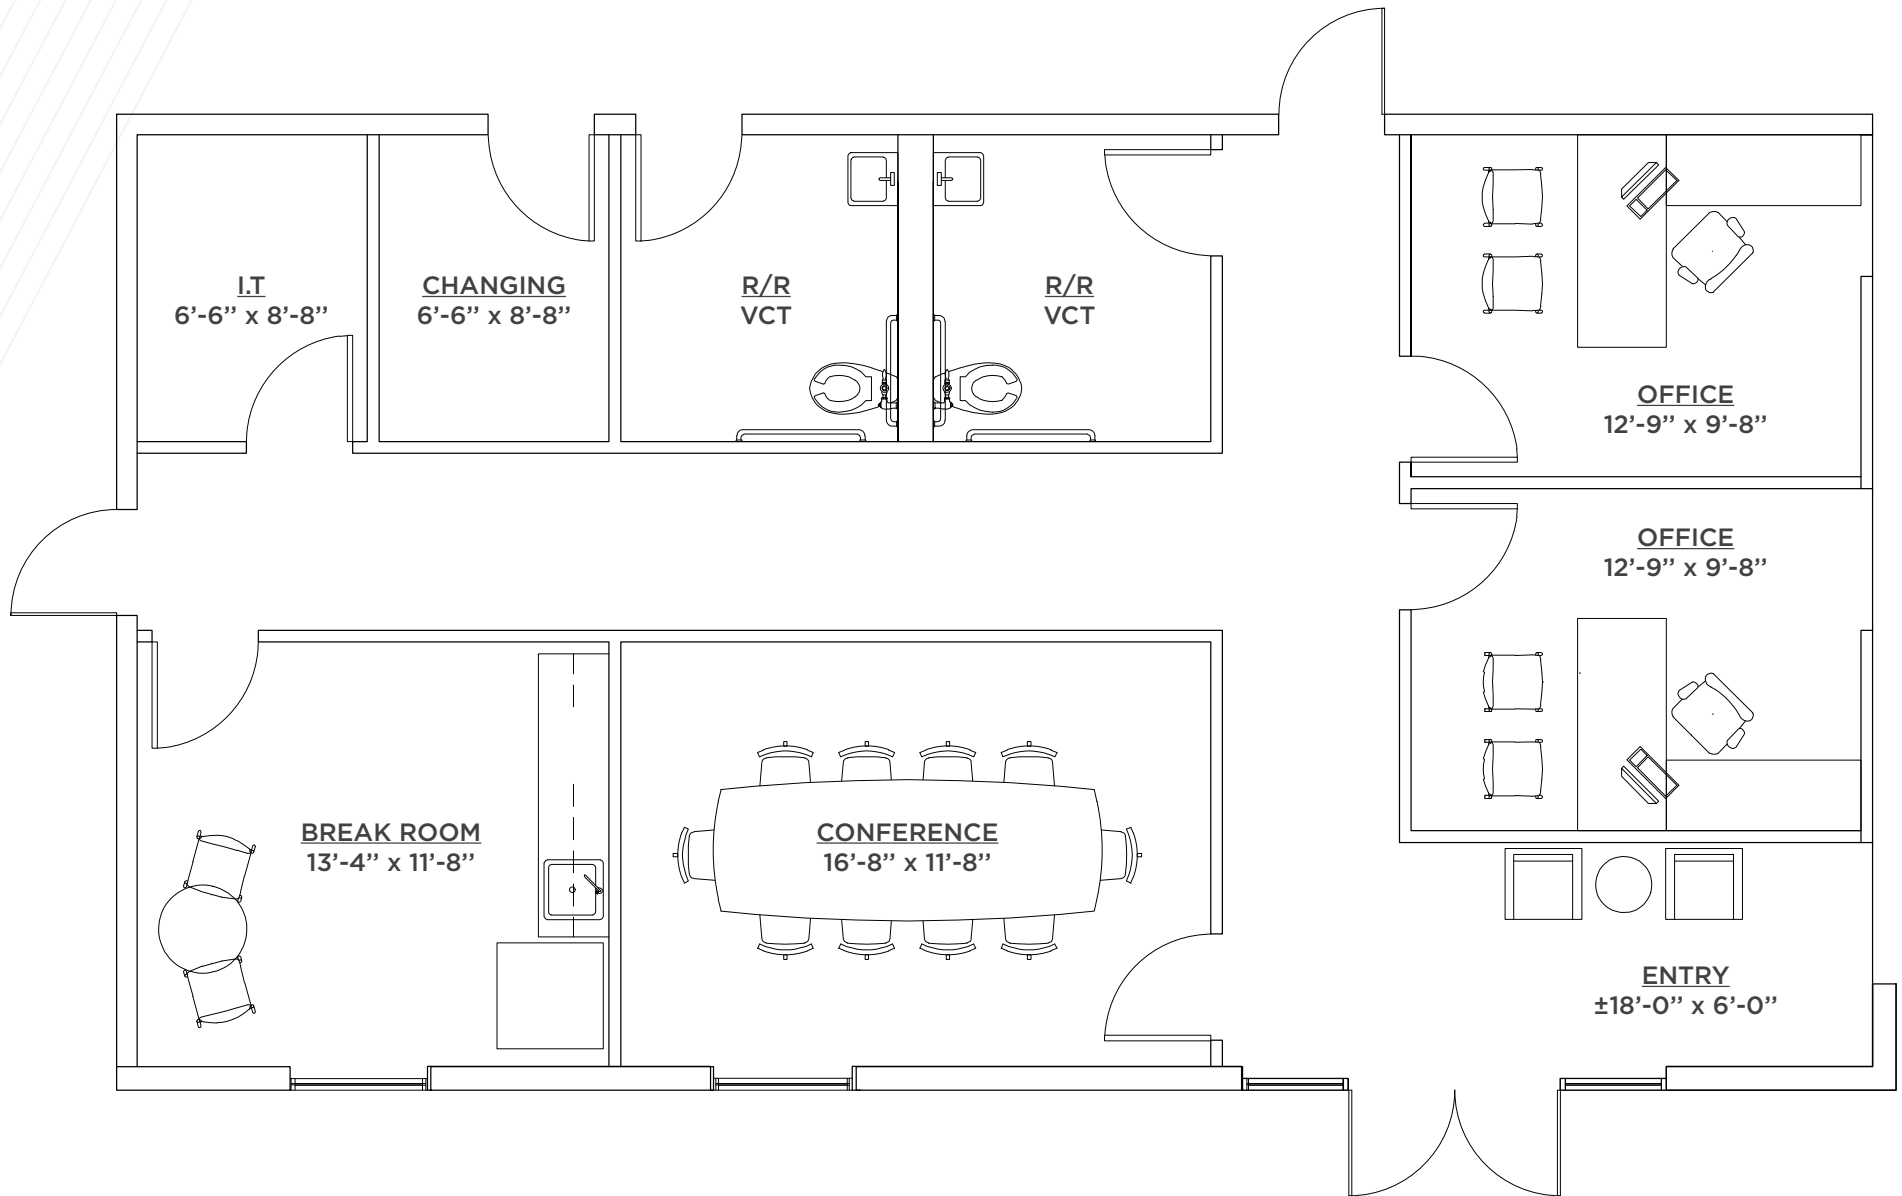 I.T
6’-6” x 8’-8”
CHANGING
6’-6” x 8’-8”
R/R
VCT
R/R
VCT
OFFICE
12’-9” x 9’-8”
OFFICE
12’-9” x 9’-8”
BREAK ROOM
13’-4” x 11’-8”
CONFERENCE
16’-8” x 11’-8”
ENTRY
±18’-0” x 6’-0”